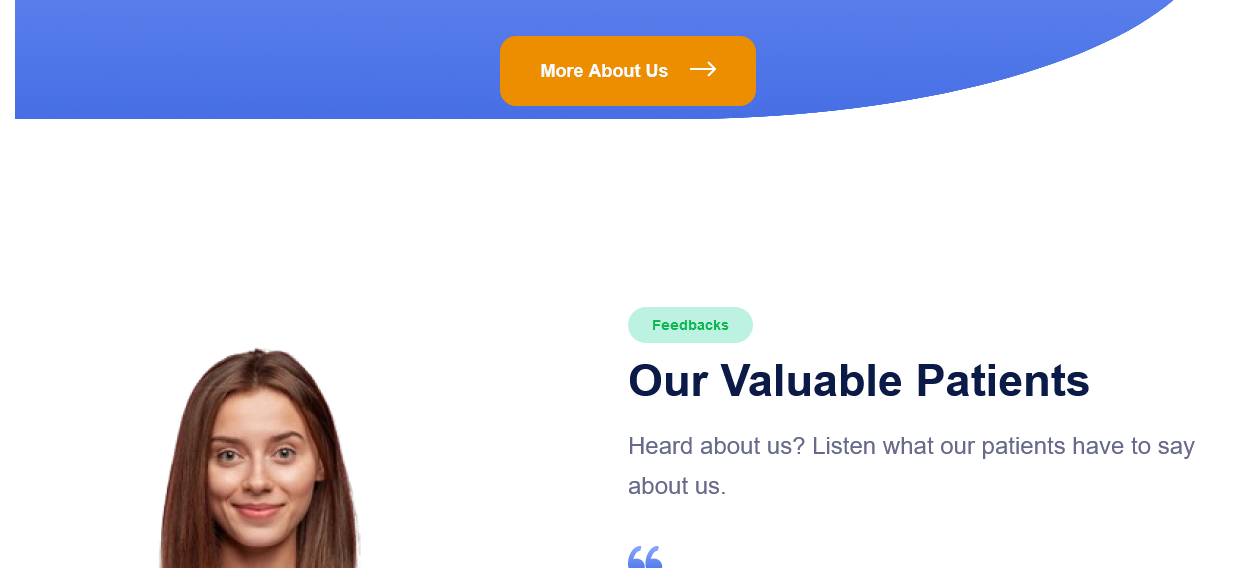 More About Us
Feedbacks
Our Valuable Patients
Heard about us? Listen what our patients have to say
about us.